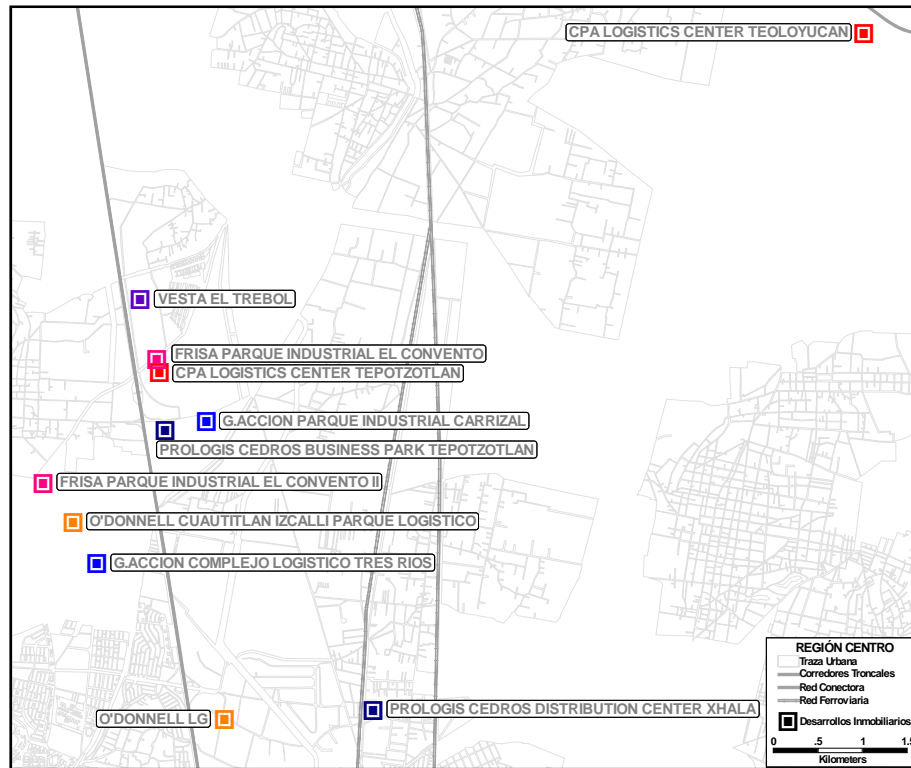 CPA LOGISTICS CENTER TEOLOYUCAN
VESTA EL TREBOL
FRISA PARQUE INDUSTRIAL EL CONVENTO
CPA LOGISTICS CENTER TEPOTZOTLAN
G.ACCION PARQUE INDUSTRIAL CARRIZAL
PROLOGIS CEDROS BUSINESS PARK TEPOTZOTLAN
FRISA PARQUE INDUSTRIAL EL CONVENTO II
O'DONNELL CUAUTITLAN IZCALLI PARQUE LOGISTICO
G.ACCION COMPLEJO LOGISTICO TRES RIOS
O'DONNELL LG
PROLOGIS CEDROS DISTRIBUTION CENTER XHALA
REGIÓN CENTRO
Traza Urbana
Corredores Troncales
Red Conectora
Red Ferroviaria
Desarrollos Inmobiliarios
0 .5 1 1.5
Kilometers